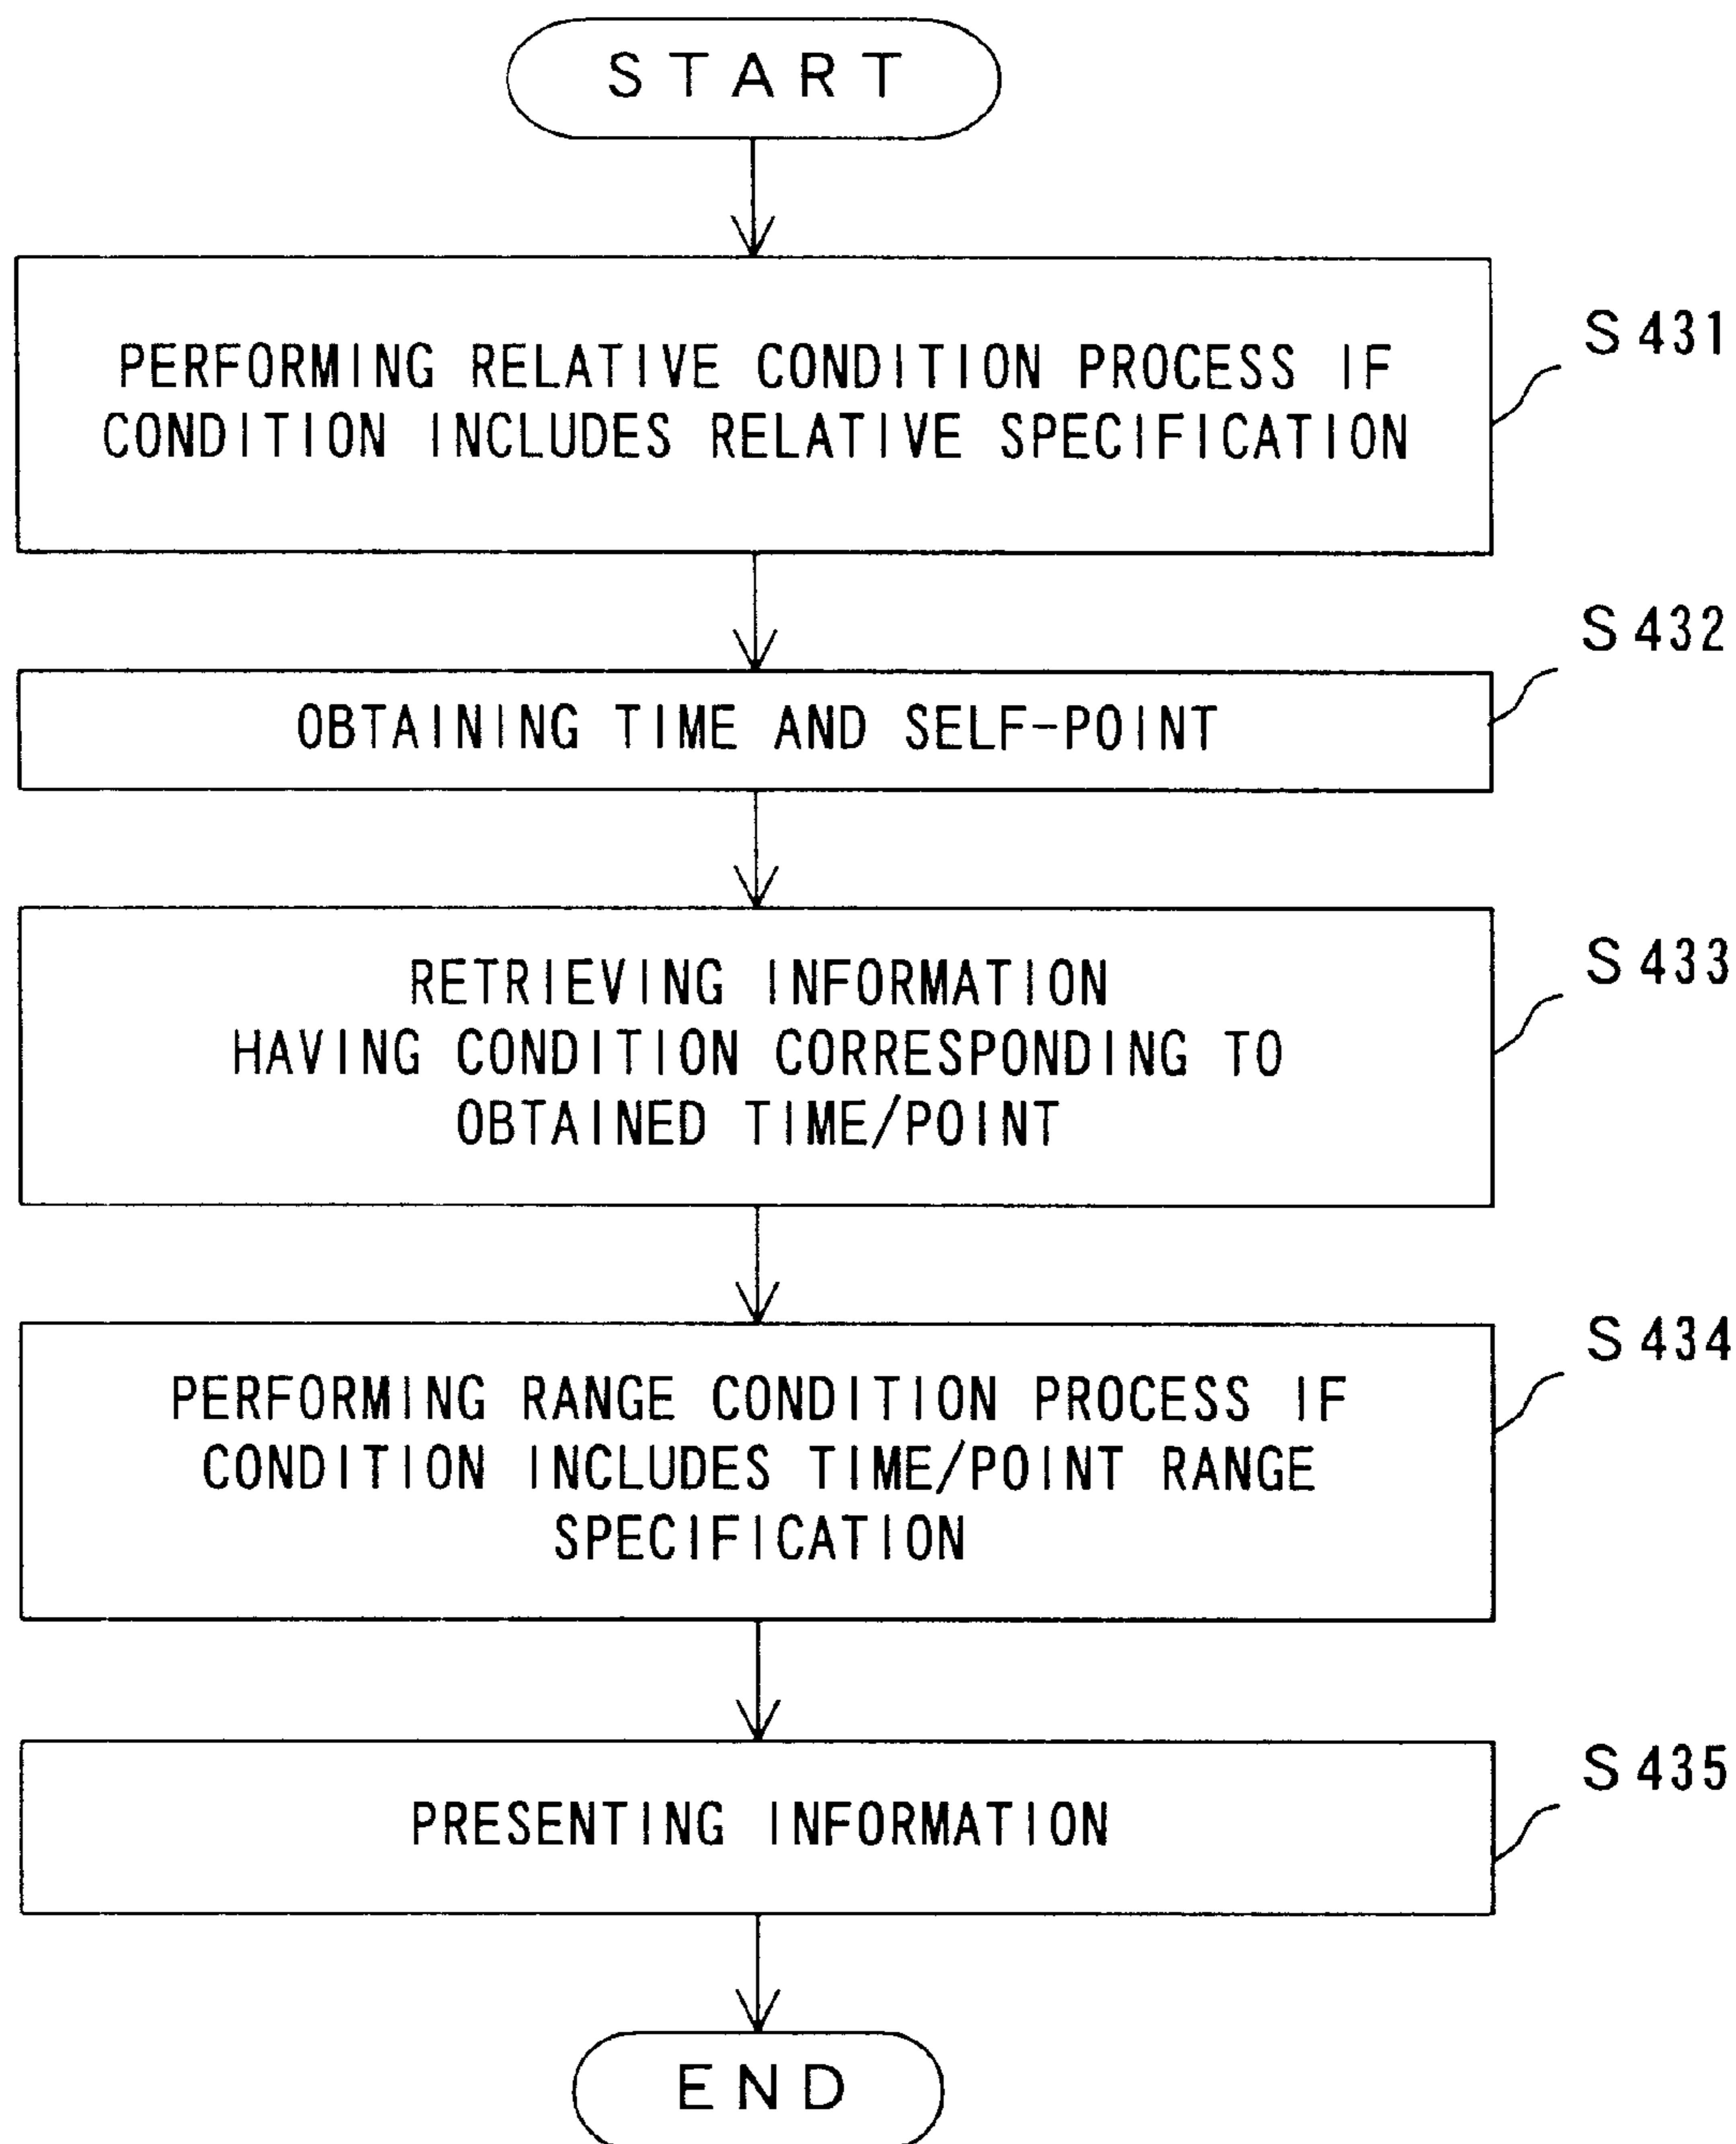 START
PERFORMING RELATIVE CONDITION PROCESS IF
CONDITION INCLUDES RELATIVE SPECIFICATION
S431
OBTAINING TIME AND SELF-POINT
S432
RETRIEVING INFORMATION
HAVING CONDITION CORRESPONDING TO
OBTAINED TIME/POINT
S433
PERFORMING RANGE CONDITION PROCESS IF
CONDITION INCLUDES TIME/POINT RANGE
SPECIFICATION
S434
PRESENTING INFORMATION
S435
END